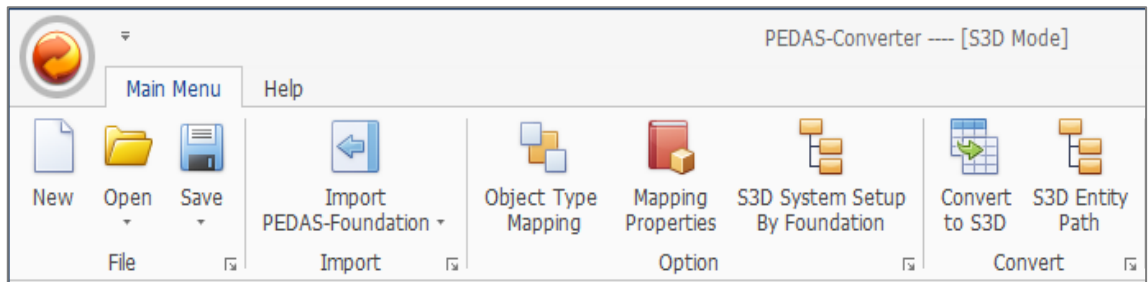 PEDAS-Converter ---- [S3D Mode]
Main Menu Help
New Open Save Import Object Type Mapping S3D System Setup Convert S3D Entity
PEDAS-Foundation Mapping Properties By Foundation to S3D Path
File Import Option Convert